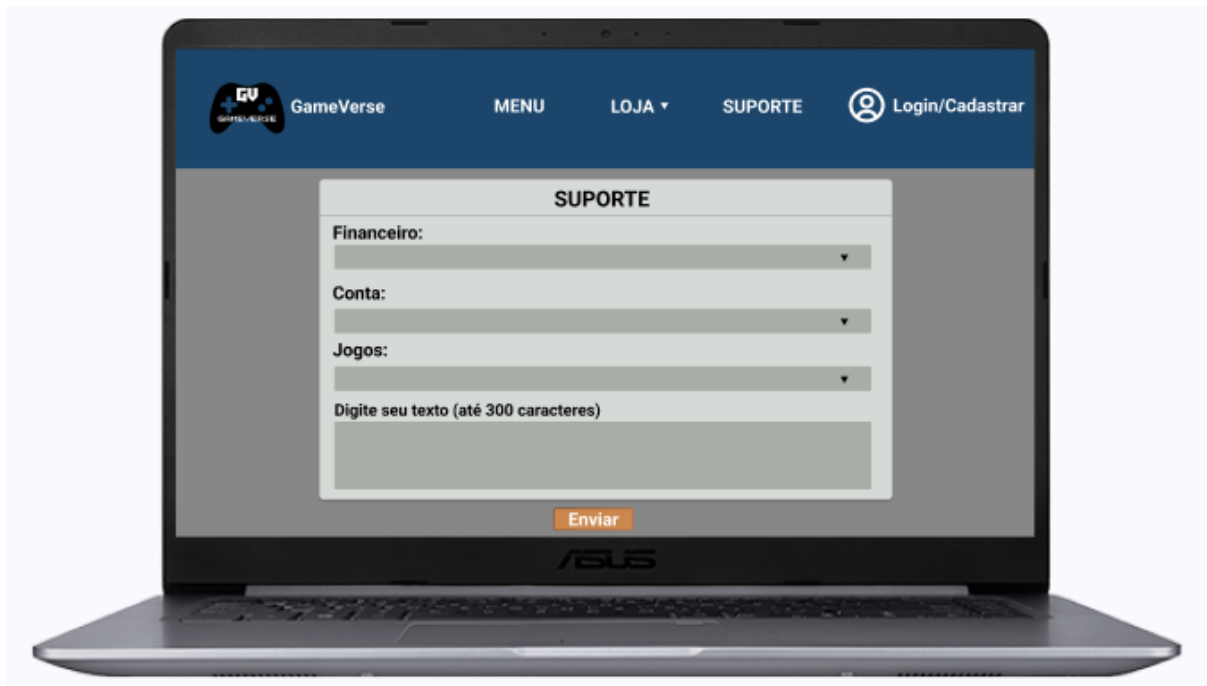 GV
GAMEVERSE
GameVerse
MENU
LOJA ▾
SUPORTE
Login/Cadastrar
SUPORTE
Financeiro:
Conta:
Jogos:
Digite seu texto (até 300 caracteres)
Enviar
ASUS